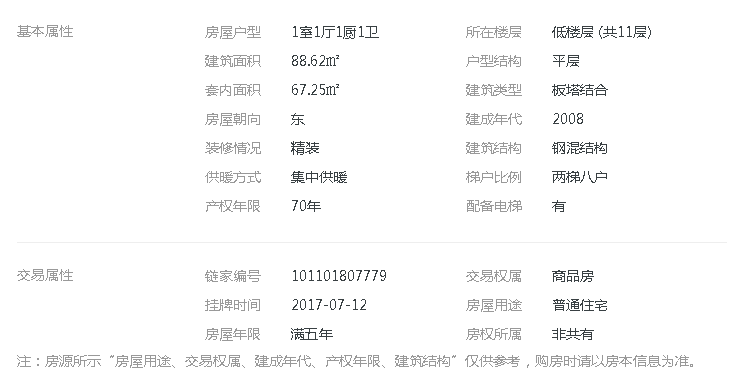 基本属性 房屋户型 1室1厅1厨1卫 所在楼层 低楼层 (共11层)
建筑面积 88.62㎡ 户型结构 平层
套内面积 67.25㎡ 建筑类型 板塔结合
房屋朝向 东 建成年代 2008
装修情况 精装 建筑结构 钢混结构
供暖方式 集中供暖 梯户比例 两梯八户
产权年限 70年 配备电梯 有
交易属性 链家编号 101101807779 交易权属 商品房
挂牌时间 2017-07-12 房屋用途 普通住宅
房屋年限 满五年 房权所属 非共有
注：房源所示“房屋用途、交易权属、建成年代、产权年限、建筑结构”仅供参考，购房时请以房本信息为准。